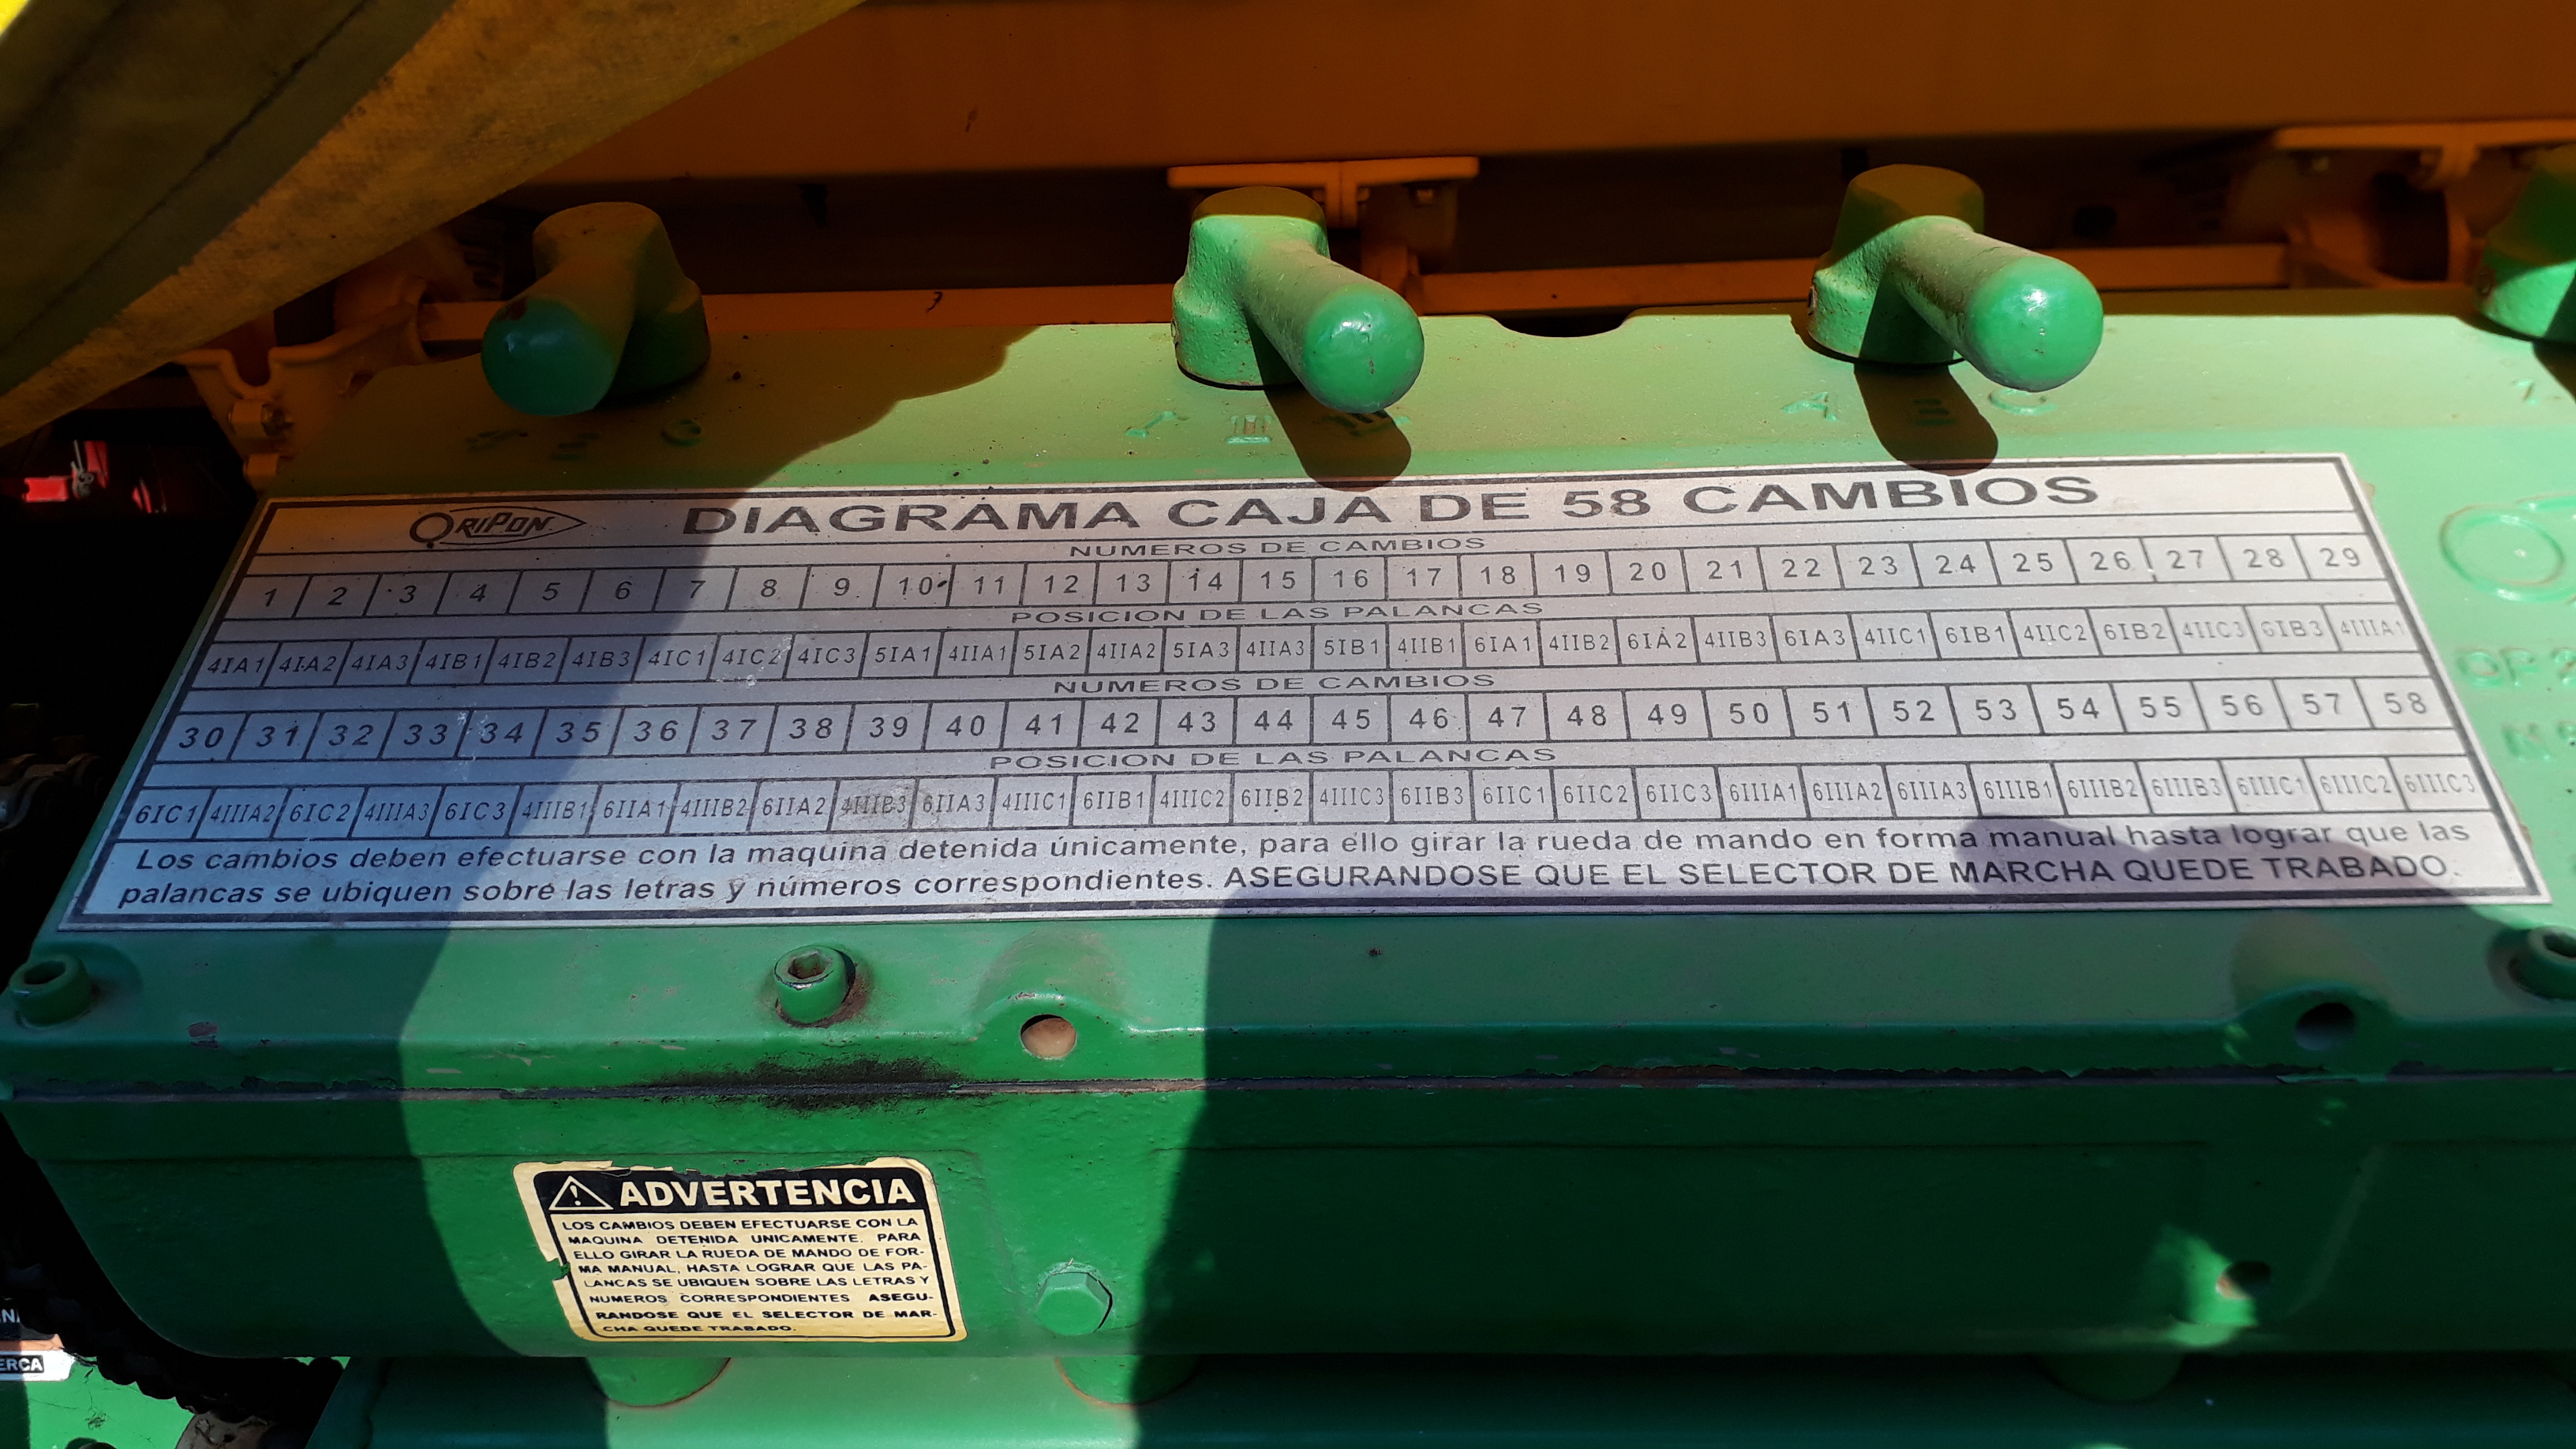 ORIPON DIAGRAMA CAJA DE 58 CAMBIOS
NUMEROS DE CAMBIOS
1 2 3 4 5 6 7 8 9 10 11 12 13 14 15 16 17 18 19 20 21 22 23 24 25 26 27 28 29
POSICION DE LAS PALANCAS
4IA1 4IA2 4IA3 4IB1 4IB2 4IB3 4IC1 4IC2 4IC3 5IA1 4IIA1 5IA2 4IIA2 5IA3 4IIA3 5IB1 4IIB1 6IA1 4IIB2 6IA2 4IIB3 6IA3 4IIC1 6IB1 4IIC2 6IB2 4IIC3 6IB3 4IIIA1
NUMEROS DE CAMBIOS
30 31 32 33 34 35 36 37 38 39 40 41 42 43 44 45 46 47 48 49 50 51 52 53 54 55 56 57 58
POSICION DE LAS PALANCAS
6IC1 4IIIA2 6IC2 4IIIA3 6IC3 4IIIB1 6IIA1 4IIIB2 6IIA2 4IIIB3 6IIA3 4IIIC1 6IIB1 4IIIC2 6IIB2 4IIIC3 6IIB3 6IIC1 6IIC2 6IIC3 6IIIA1 6IIIA2 6IIIA3 6IIIB1 6IIIB2 6IIIB3 6IIIC1 6IIIC2 6IIIC3
Los cambios deben efectuarse con la maquina detenida únicamente, para ello girar la rueda de mando en forma manual hasta lograr que las
palancas se ubiquen sobre las letras y números correspondientes. ASEGURANDOSE QUE EL SELECTOR DE MARCHA QUEDE TRABADO.
ADVERTENCIA
LOS CAMBIOS DEBEN EFECTUARSE CON LA
MAQUINA DETENIDA UNICAMENTE. PARA
ELLO GIRAR LA RUEDA DE MANDO DE FOR-
MA MANUAL, HASTA LOGRAR QUE LAS PA-
LANCAS SE UBIQUEN SOBRE LAS LETRAS Y
NUMEROS CORRESPONDIENTES ASEGU-
RANDOSE QUE EL SELECTOR DE MAR-
CHA QUEDE TRABADO.